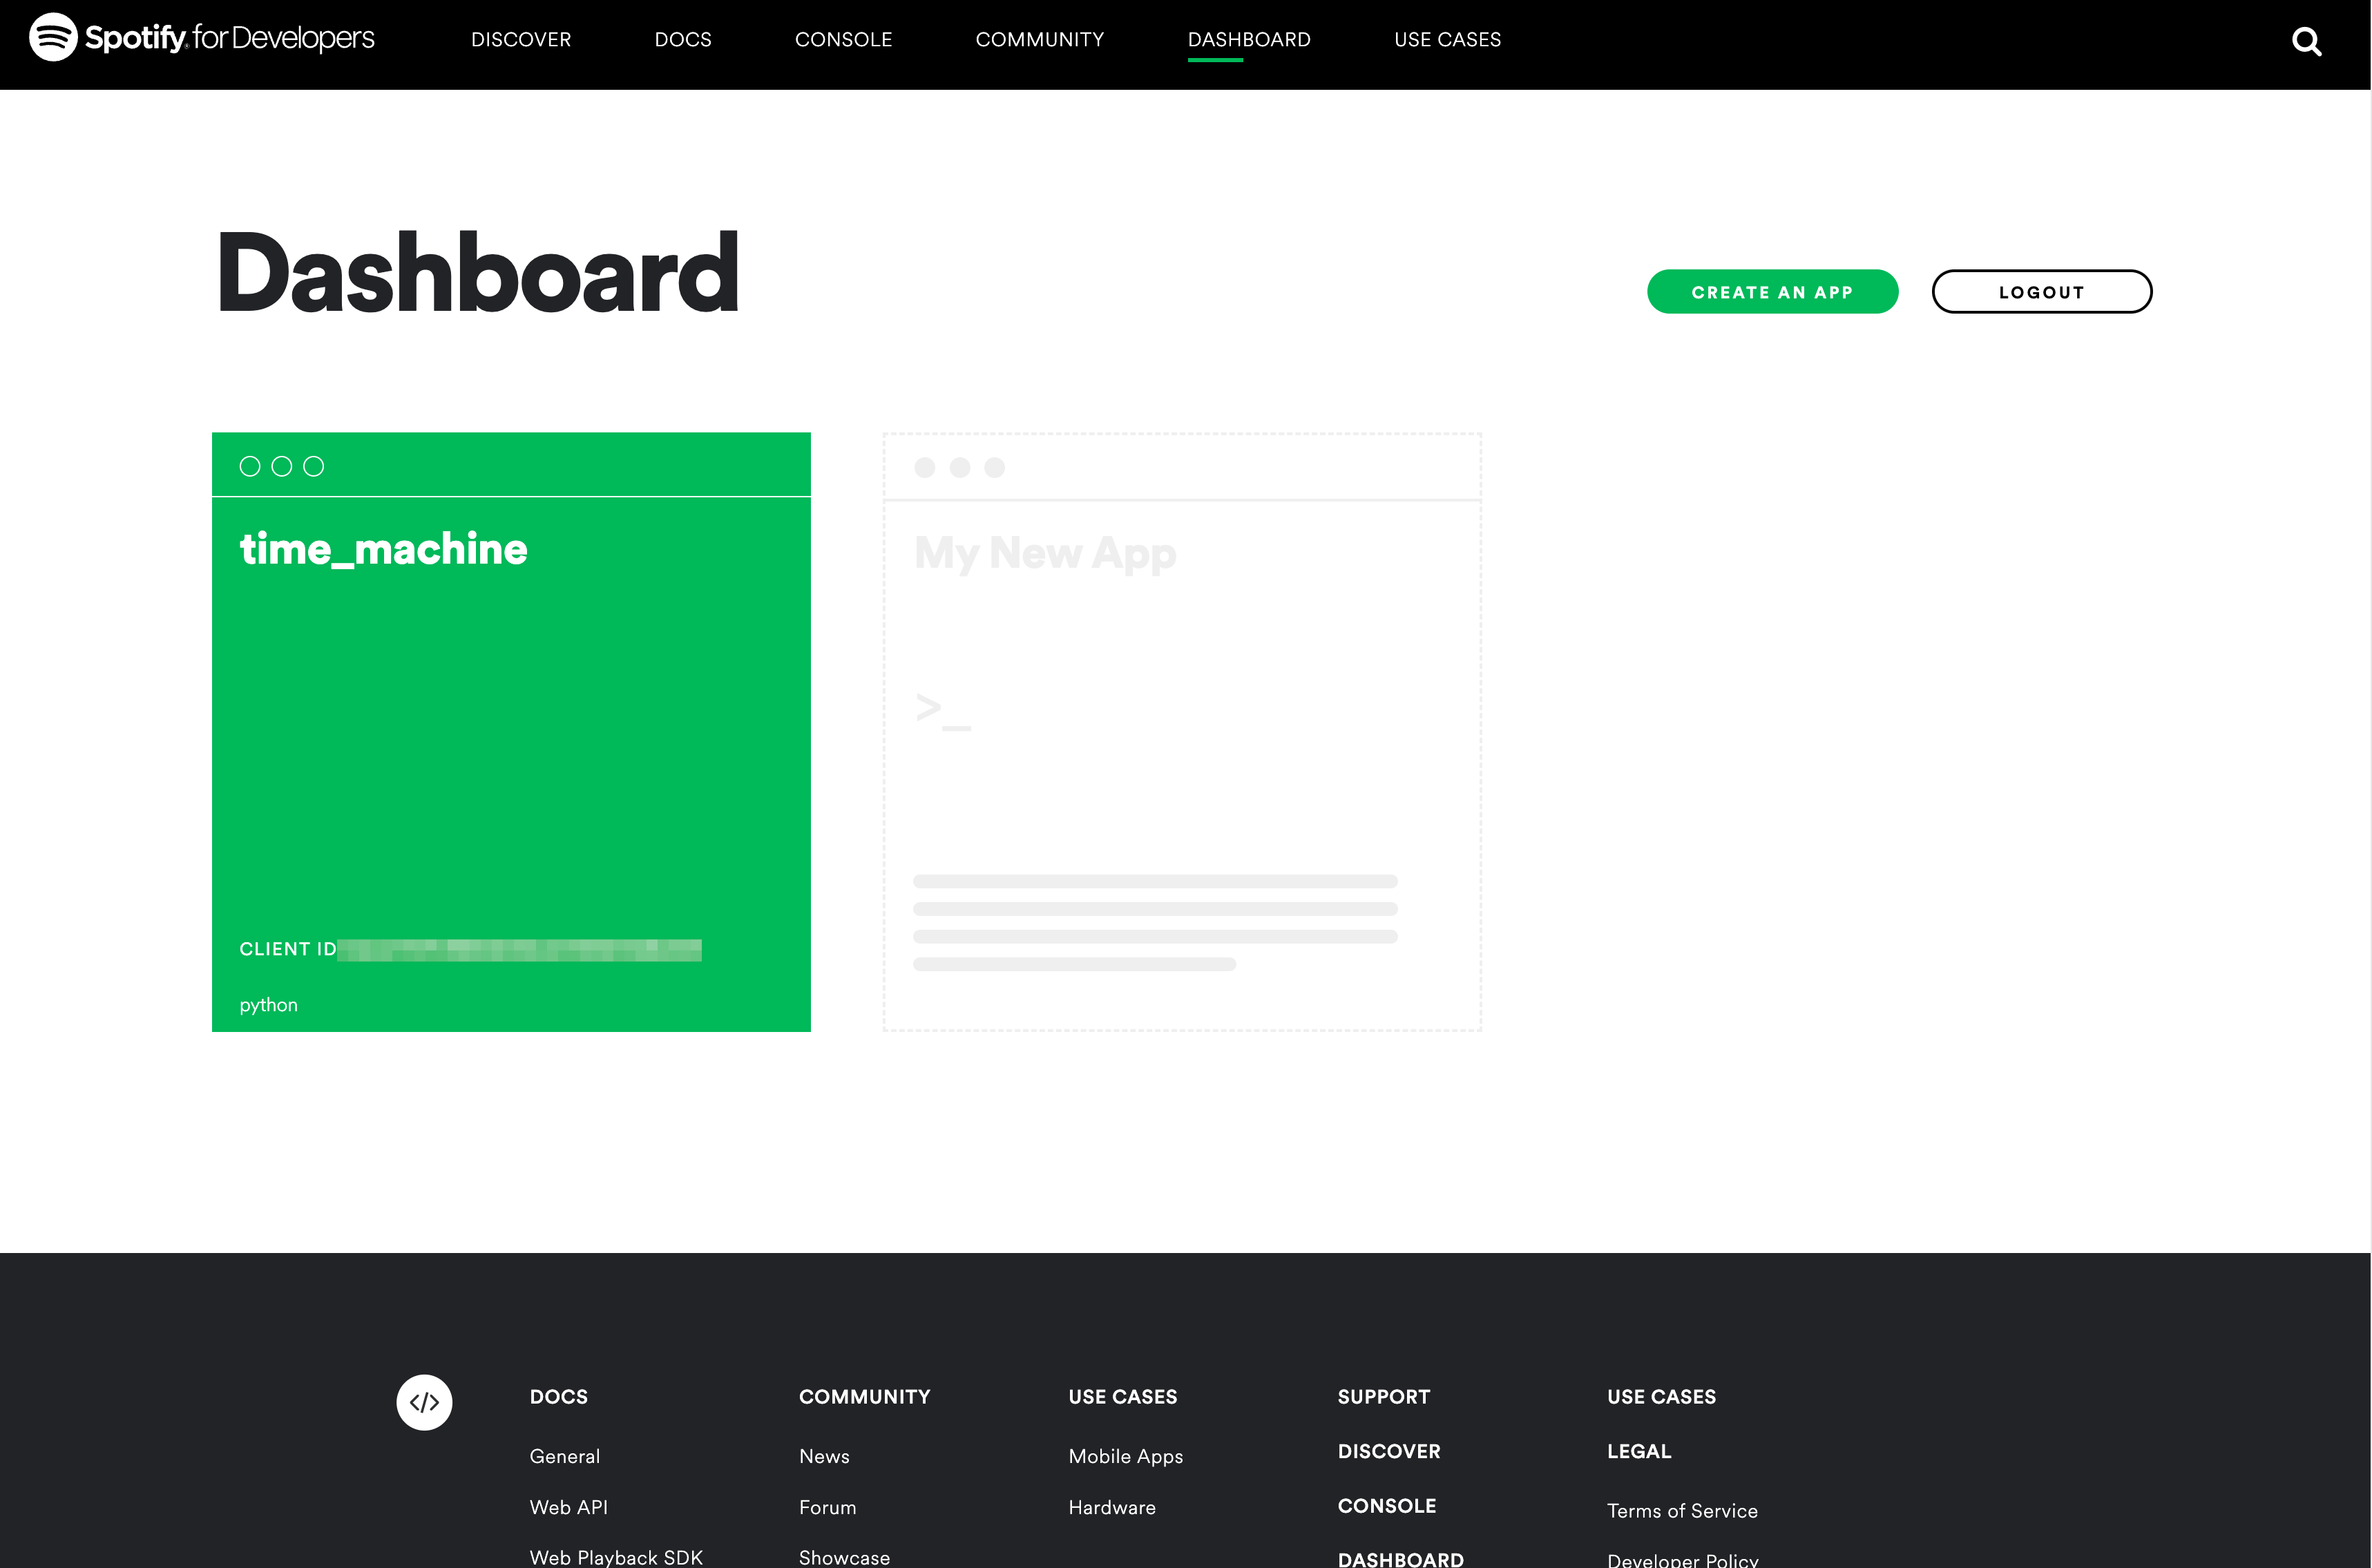 Spotify for Developers
DISCOVER
DOCS
CONSOLE
COMMUNITY
DASHBOARD
USE CASES
Dashboard
CREATE AN APP
LOGOUT
time_machine
CLIENT ID
python
My New App
>_
</>
DOCS
General
Web API
Web Playback SDK
COMMUNITY
News
Forum
Showcase
USE CASES
Mobile Apps
Hardware
SUPPORT
DISCOVER
CONSOLE
DASHBOARD
USE CASES
LEGAL
Terms of Service
Developer Policy